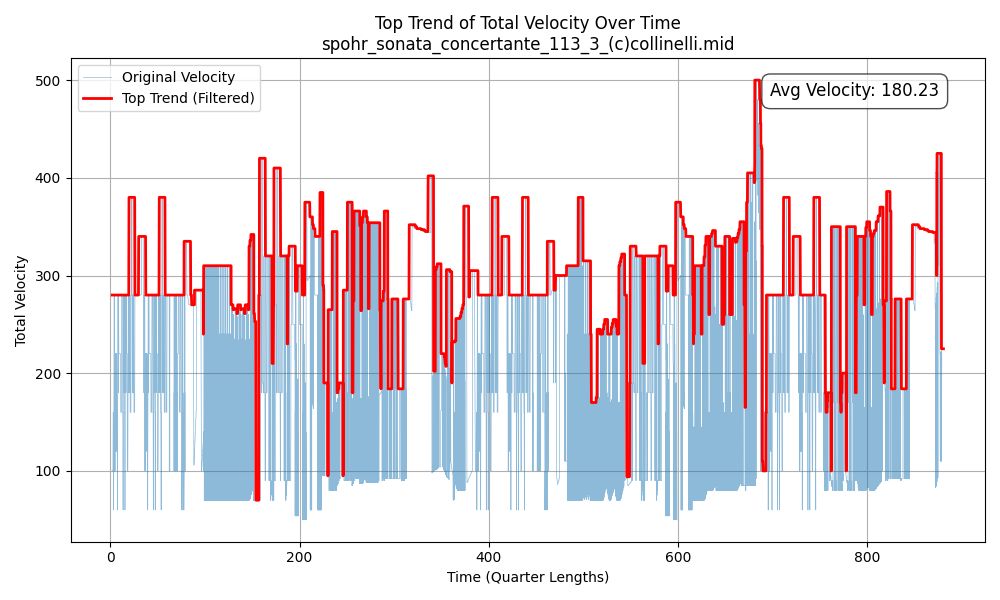 Top Trend of Total Velocity Over Time
spohr_sonata_concertante_113_3_(c)collinelli.mid
Original Velocity
Top Trend (Filtered)
Avg Velocity: 180.23
500
400
300
200
100
Total Velocity
0 200 400 600 800
Time (Quarter Lengths)